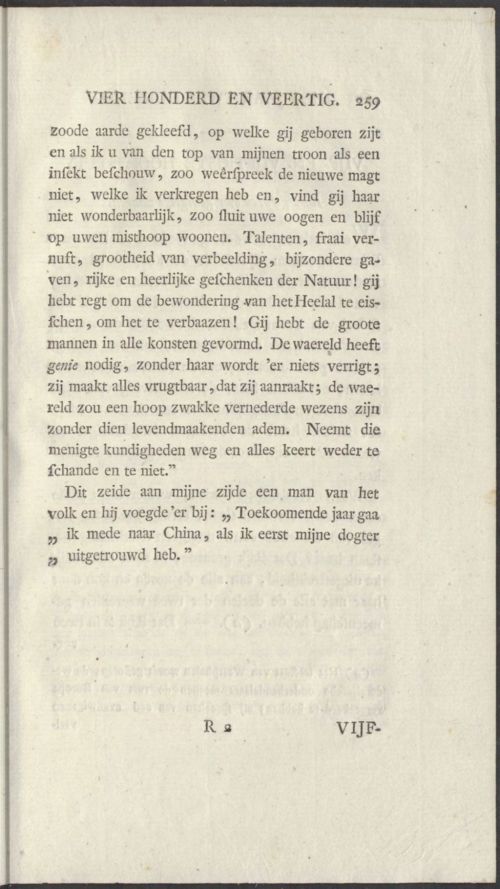 VIER HONDERD EN VEERTIG. 259
zoode aarde gekleefd, op welke gij geboren zijt
en als ik u van den top van mijnen troon als een
inſekt beſchouw, zoo weêrſpreek de nieuwe magt
niet, welke ik verkregen heb en, vind gij haar
niet wonderbaarlijk, zoo ſluit uwe oogen en blijf
op uwen misthoop woonen. Talenten, fraai ver-
nuft, grootheid van verbeelding, bijzondere ga-
ven, rijke en heerlijke geſchenken der Natuur! gij
hebt regt om de bewondering van het Heelal te eis-
ſchen, om het te verbaazen! Gij hebt de groote
mannen in alle konsten gevormd. De waereld heeft
genie nodig, zonder haar wordt 'er niets verrigt;
zij maakt alles vrugtbaar, dat zij aanraakt; de wae-
reld zou een hoop zwakke vernederde wezens zijn
zonder dien levendmaakenden adem. Neemt die
menigte kundigheden weg en alles keert weder te
ſchande en te niet.”
Dit zeide aan mijne zijde een man van het
volk en hij voegde 'er bij: „ Toekoomende jaar gaa
„ ik mede naar China, als ik eerst mijne dogter
„ uitgetrouwd heb. ”
R 2 VIJF-